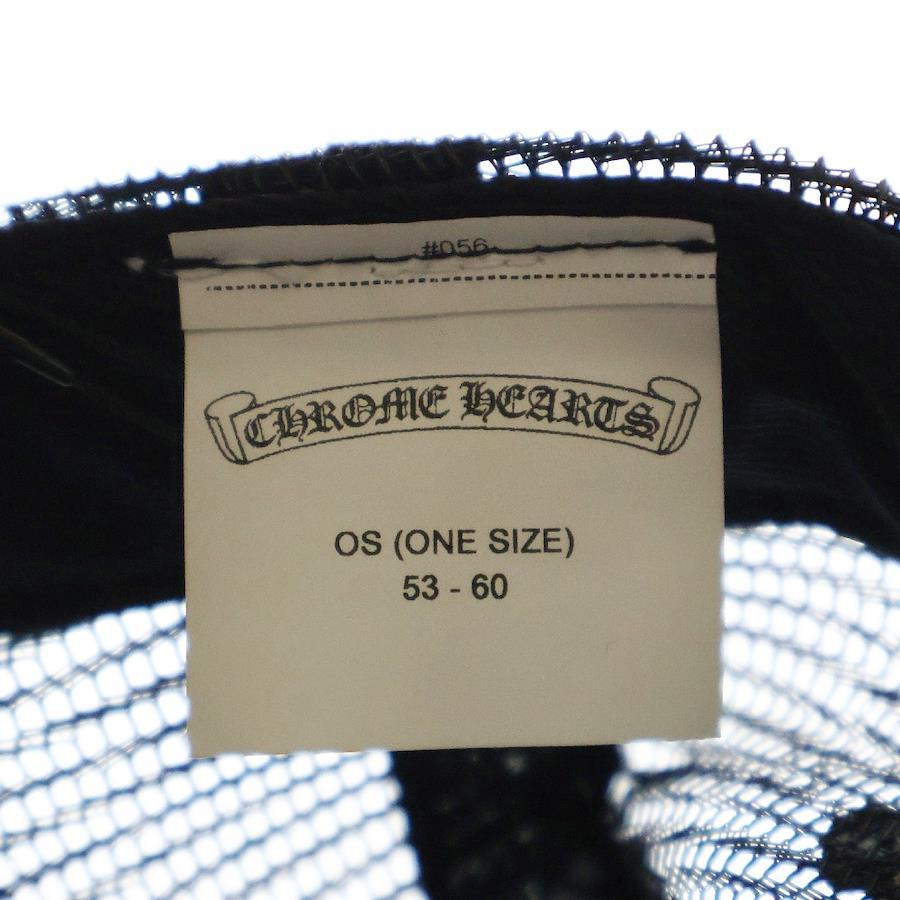 #056
CHROME HEARTS
OS (ONE SIZE)
53 - 60